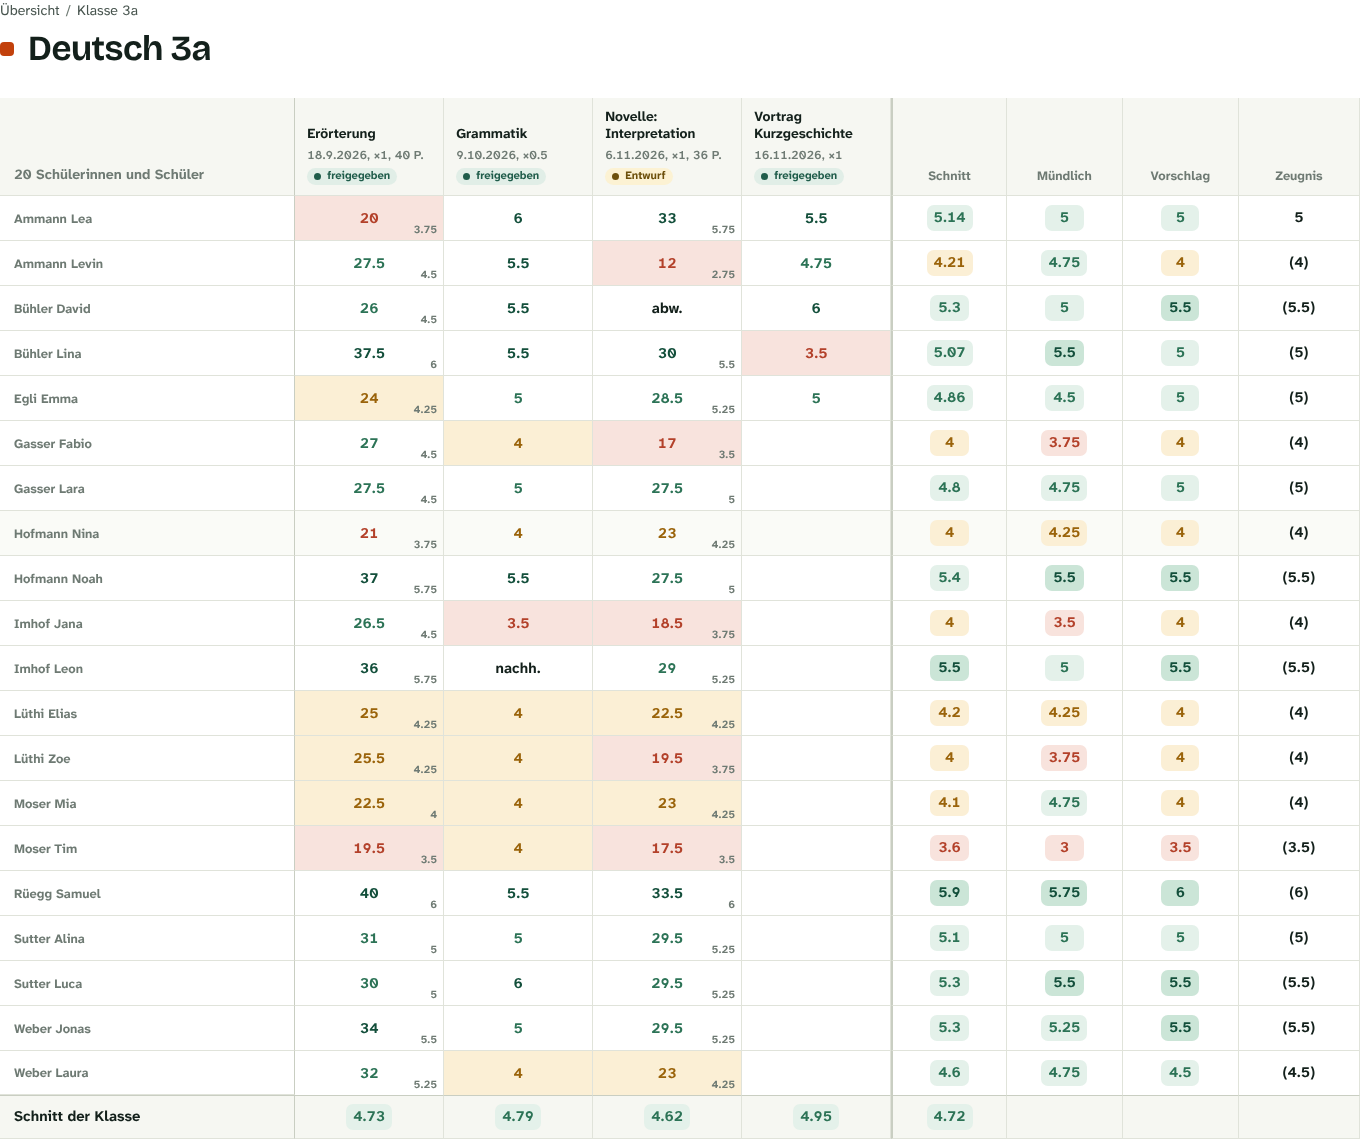 Übersicht / Klasse 3a
Deutsch 3a
20 Schülerinnen und Schüler
Erörterung
18.9.2026, ×1, 40 P.
freigegeben
Grammatik
9.10.2026, ×0.5
freigegeben
Novelle:
Interpretation
6.11.2026, ×1, 36 P.
Entwurf
Vortrag
Kurzgeschichte
16.11.2026, ×1
freigegeben
Schnitt Mündlich Vorschlag Zeugnis
Ammann Lea 20 3.75 6 33 5.75 5.5 5.14 5 5 5
Ammann Levin 27.5 4.5 5.5 12 2.75 4.75 4.21 4.75 4 (4)
Bühler David 26 4.5 5.5 abw. 6 5.3 5 5.5 (5.5)
Bühler Lina 37.5 6 5.5 30 5.5 3.5 5.07 5.5 5 (5)
Egli Emma 24 4.25 5 28.5 5.25 5 4.86 4.5 5 (5)
Gasser Fabio 27 4.5 4 17 3.5 4 3.75 4 (4)
Gasser Lara 27.5 4.5 5 27.5 5 4.8 4.75 5 (5)
Hofmann Nina 21 3.75 4 23 4.25 4 4.25 4 (4)
Hofmann Noah 37 5.75 5.5 27.5 5 5.4 5.5 5.5 (5.5)
Imhof Jana 26.5 4.5 3.5 18.5 3.75 4 3.5 4 (4)
Imhof Leon 36 5.75 nachh. 29 5.25 5.5 5 5.5 (5.5)
Lüthi Elias 25 4.25 4 22.5 4.25 4.2 4.25 4 (4)
Lüthi Zoe 25.5 4.25 4 19.5 3.75 4 3.75 4 (4)
Moser Mia 22.5 4 4 23 4.25 4.1 4.75 4 (4)
Moser Tim 19.5 3.5 4 17.5 3.5 3.6 3 3.5 (3.5)
Rüegg Samuel 40 6 5.5 33.5 6 5.9 5.75 6 (6)
Sutter Alina 31 5 5 29.5 5.25 5.1 5 5 (5)
Sutter Luca 30 5 6 29.5 5.25 5.3 5.5 5.5 (5.5)
Weber Jonas 34 5.5 5 29.5 5.25 5.3 5.25 5.5 (5.5)
Weber Laura 32 5.25 4 23 4.25 4.6 4.75 4.5 (4.5)
Schnitt der Klasse 4.73 4.79 4.62 4.95 4.72